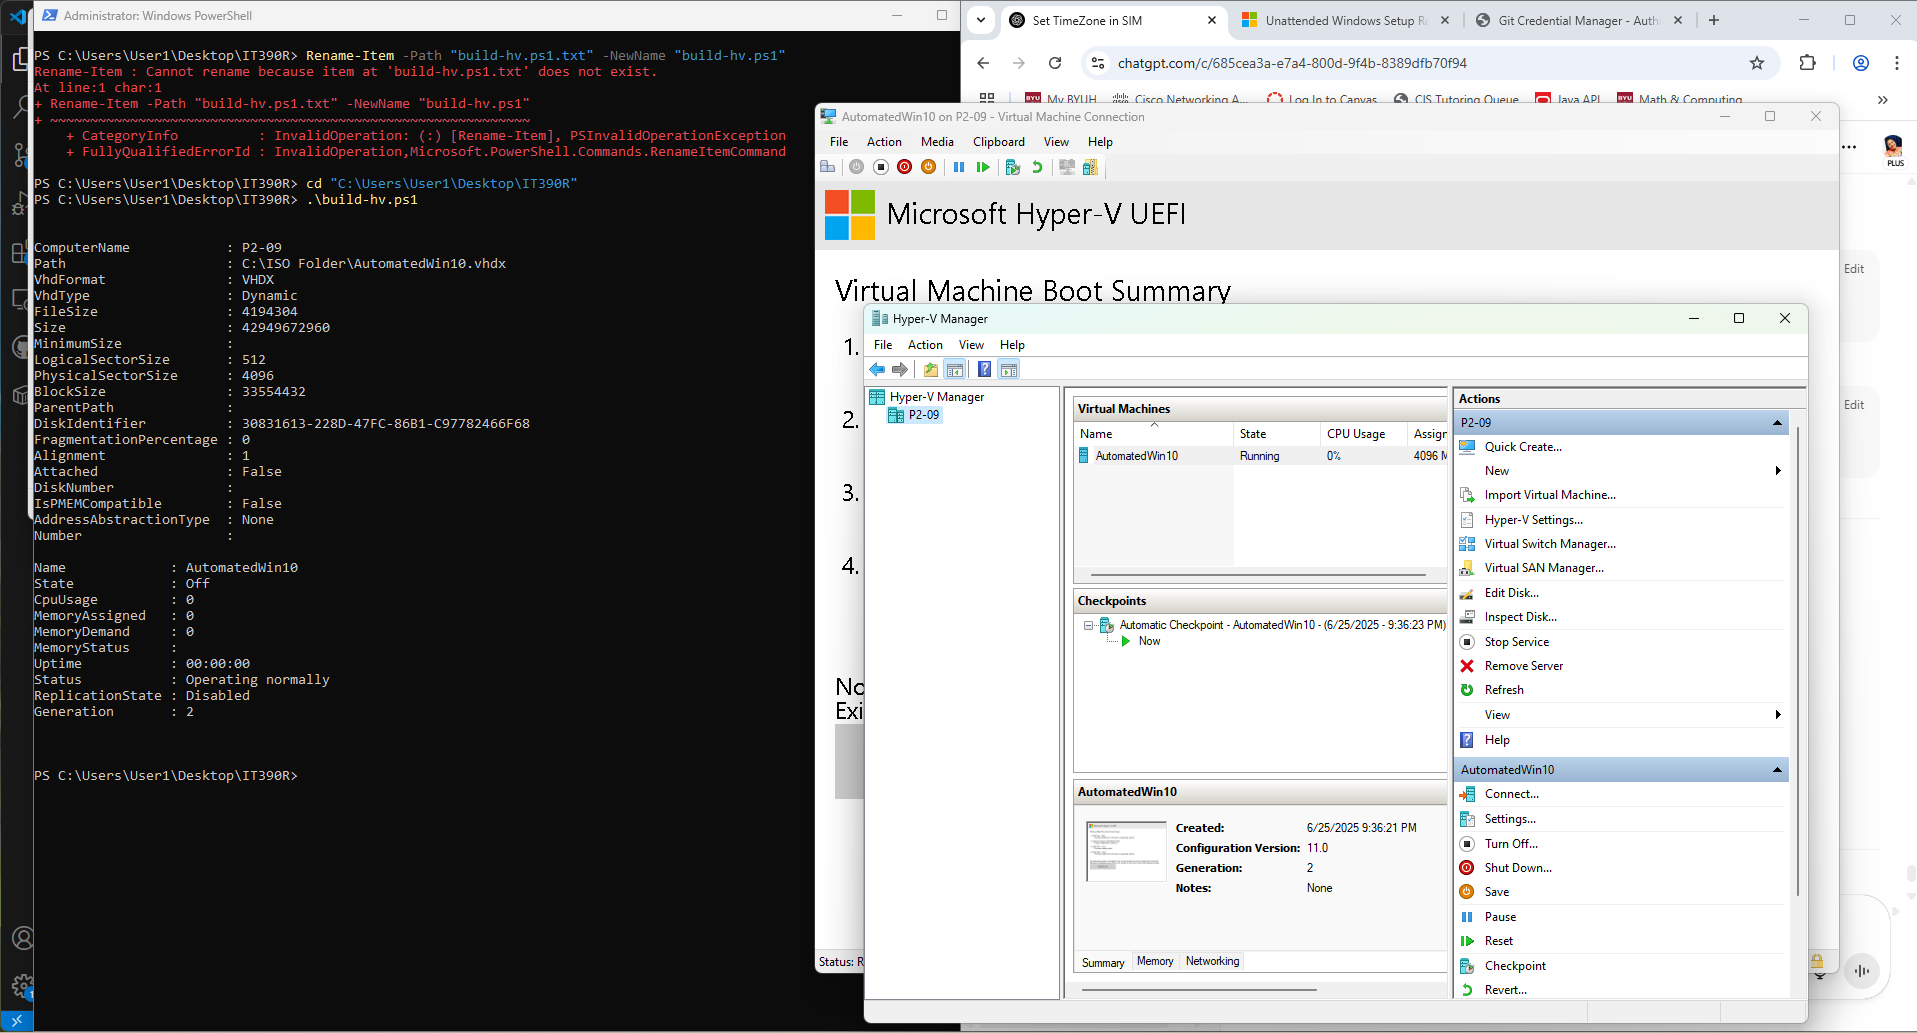 Administrator: Windows PowerShell
PS C:\Users\User1\Desktop\IT390R> Rename-Item -Path "build-hv.ps1.txt" -NewName "build-hv.ps1"
Rename-Item : Cannot rename because item at 'build-hv.ps1.txt' does not exist.
At line:1 char:1
+ Rename-Item -Path "build-hv.ps1.txt" -NewName "build-hv.ps1"
+ ~~~~~~~~~~~~~~~~~~~~~~~~~~~~~~~~~~~~~~~~~~~~~~~~~~~~~~~~~~~~
+ CategoryInfo : InvalidOperation: (:) [Rename-Item], PSInvalidOperationException
+ FullyQualifiedErrorId : InvalidOperation,Microsoft.PowerShell.Commands.RenameItemCommand
PS C:\Users\User1\Desktop\IT390R> cd "C:\Users\User1\Desktop\IT390R"
PS C:\Users\User1\Desktop\IT390R> .\build-hv.ps1
ComputerName : P2-09
Path : C:\ISO Folder\AutomatedWin10.vhdx
VhdFormat : VHDX
VhdType : Dynamic
FileSize : 4194304
Size : 42949672960
MinimumSize :
LogicalSectorSize : 512
PhysicalSectorSize : 4096
BlockSize : 33554432
ParentPath :
DiskIdentifier : 30831613-228D-47FC-86B1-C97782466F68
FragmentationPercentage : 0
Alignment : 1
Attached : False
DiskNumber :
IsPMEMCompatible : False
AddressAbstractionType : None
Number :
Name : AutomatedWin10
State : Off
CpuUsage : 0
MemoryAssigned : 0
MemoryDemand : 0
MemoryStatus :
Uptime : 00:00:00
Status : Operating normally
ReplicationState : Disabled
Generation : 2
PS C:\Users\User1\Desktop\IT390R>
Set TimeZone in SIM
Unattended Windows Setup R
Git Credential Manager - Auth
chatgpt.com/c/685cea3a-e7a4-800d-9f4b-8389dfb70f94
BYU My BYUH
Cisco Networking A...
Log In to Canvas
CIS Tutoring Queue
Java API
BYU Math & Computing
PLUS
Edit
Edit
AutomatedWin10 on P2-09 - Virtual Machine Connection
File Action Media Clipboard View Help
Microsoft Hyper-V UEFI
Virtual Machine Boot Summary
1.
2.
3.
4.
No
Exi
Status: R
Hyper-V Manager
File Action View Help
Hyper-V Manager
P2-09
Virtual Machines
Name State CPU Usage Assign
AutomatedWin10 Running 0% 4096 M
Checkpoints
Automatic Checkpoint - AutomatedWin10 - (6/25/2025 - 9:36:23 PM)
Now
AutomatedWin10
Created: 6/25/2025 9:36:21 PM
Configuration Version: 11.0
Generation: 2
Notes: None
Summary Memory Networking
Actions
P2-09
Quick Create...
New
Import Virtual Machine...
Hyper-V Settings...
Virtual Switch Manager...
Virtual SAN Manager...
Edit Disk...
Inspect Disk...
Stop Service
Remove Server
Refresh
View
Help
AutomatedWin10
Connect...
Settings...
Turn Off...
Shut Down...
Save
Pause
Reset
Checkpoint
Revert...